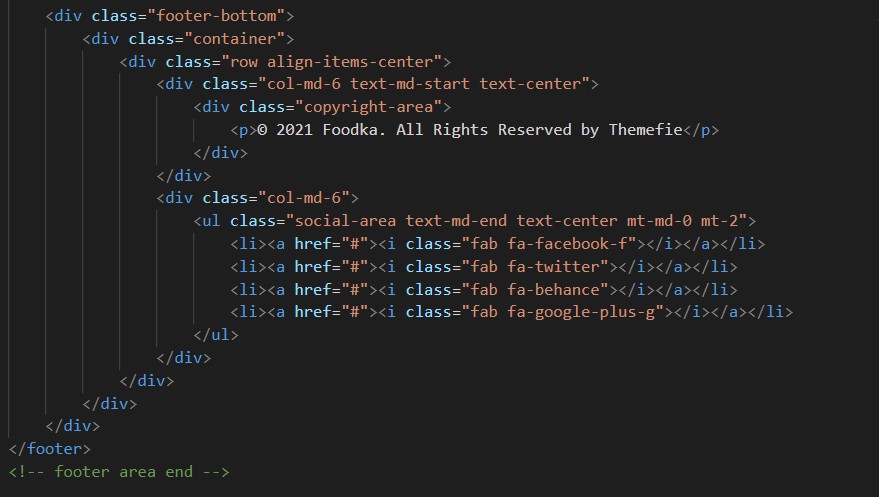 <div class="footer-bottom">
<div class="container">
<div class="row align-items-center">
<div class="col-md-6 text-md-start text-center">
<div class="copyright-area">
<p>© 2021 Foodka. All Rights Reserved by Themefie</p>
</div>
</div>
<div class="col-md-6">
<ul class="social-area text-md-end text-center mt-md-0 mt-2">
<li><a href="#"><i class="fab fa-facebook-f"></i></a></li>
<li><a href="#"><i class="fab fa-twitter"></i></a></li>
<li><a href="#"><i class="fab fa-behance"></i></a></li>
<li><a href="#"><i class="fab fa-google-plus-g"></i></a></li>
</ul>
</div>
</div>
</div>
</div>
</footer>
<!-- footer area end -->